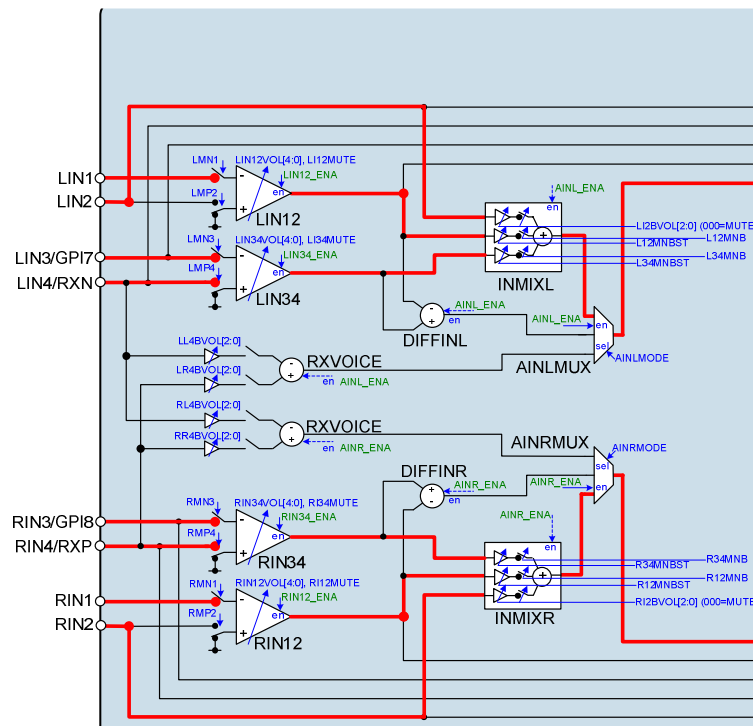 LMN1
LIN12VOL[4:0], LI12MUTE
LIN12_ENA
LIN1
-
en
LMP2
AINL_ENA
en
LIN2
+
LIN12
LI2BVOL[2:0] (000=MUTE
LMN3
LIN34VOL[4:0], LI34MUTE
+
L12MNB
L12MNBST
LIN34_ENA
LIN3/GPI7
-
L34MNB
LMP4
en
L34MNBST
LIN4/RXN
+
INMIXL
LIN34
AINL_ENA
-
+
en
AINL_ENA
en
DIFFINL
LL4BVOL[2:0]
sel
RXVOICE
AINLMUX
AINLMODE
LR4BVOL[2:0]
-
+
en
AINL_ENA
RL4BVOL[2:0]
RXVOICE
AINRMUX
AINRMODE
RR4BVOL[2:0]
-
+
en
AINR_ENA
sel
DIFFINR
AINR_ENA
AINR_ENA
en
+
-
en
RMN3
RIN34VOL[4:0], RI34MUTE
AINR_ENA
RIN34_ENA
RIN3/GPI8
-
en
RMP4
en
RIN4/RXP
+
RIN34
R34MNB
R34MNBST
RMN1
RIN12VOL[4:0], RI12MUTE
+
R12MNB
R12MNBST
RIN12_ENA
RIN1
-
RI2BVOL[2:0] (000=MUTE
RMP2
en
INMIXR
RIN2
+
RIN12